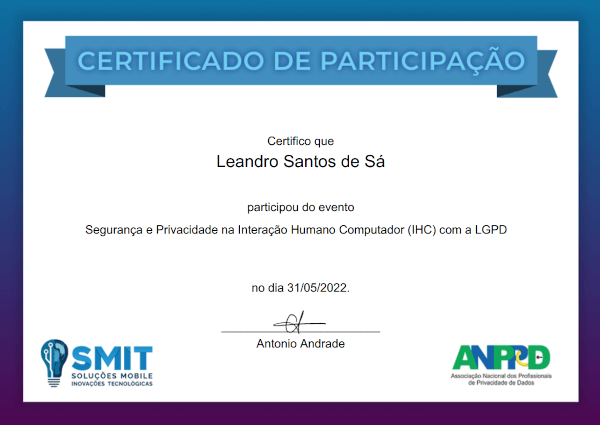 CERTIFICADO DE PARTICIPAÇÃO
Certifico que
Leandro Santos de Sá
participou do evento
Segurança e Privacidade na Interação Humano Computador (IHC) com a LGPD
no dia 31/05/2022.
Antonio Andrade
SMIT
SOLUÇÕES MOBILE
INOVAÇÕES TECNOLÓGICAS
ANPPD
Associação Nacional dos Profissionais
de Privacidade de Dados